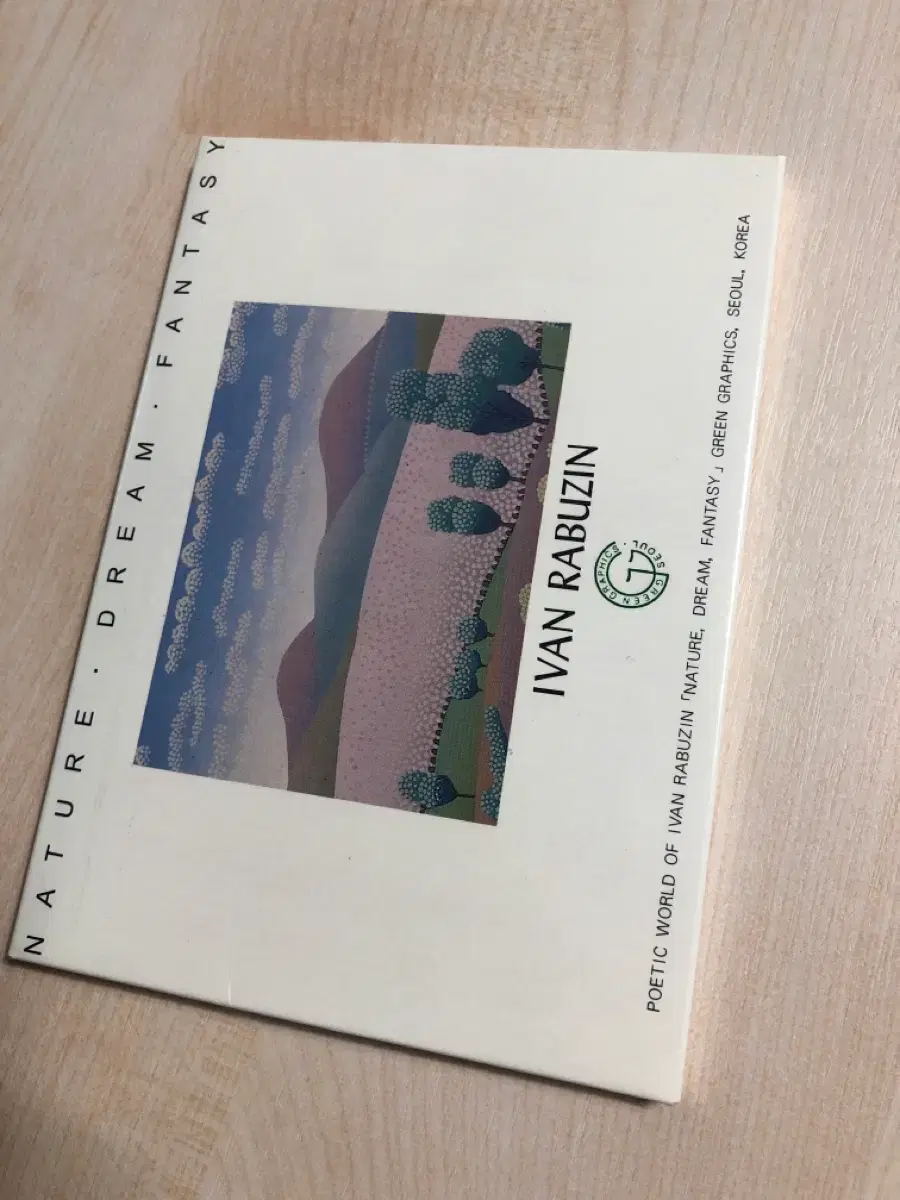 NATURE · DREAM · FANTASY
IVAN RABUZIN
GREEN GRAPHICS · SEOUL ·
POETIC WORLD OF IVAN RABUZIN「NATURE, DREAM, FANTASY」GREEN GRAPHICS, SEOUL, KOREA